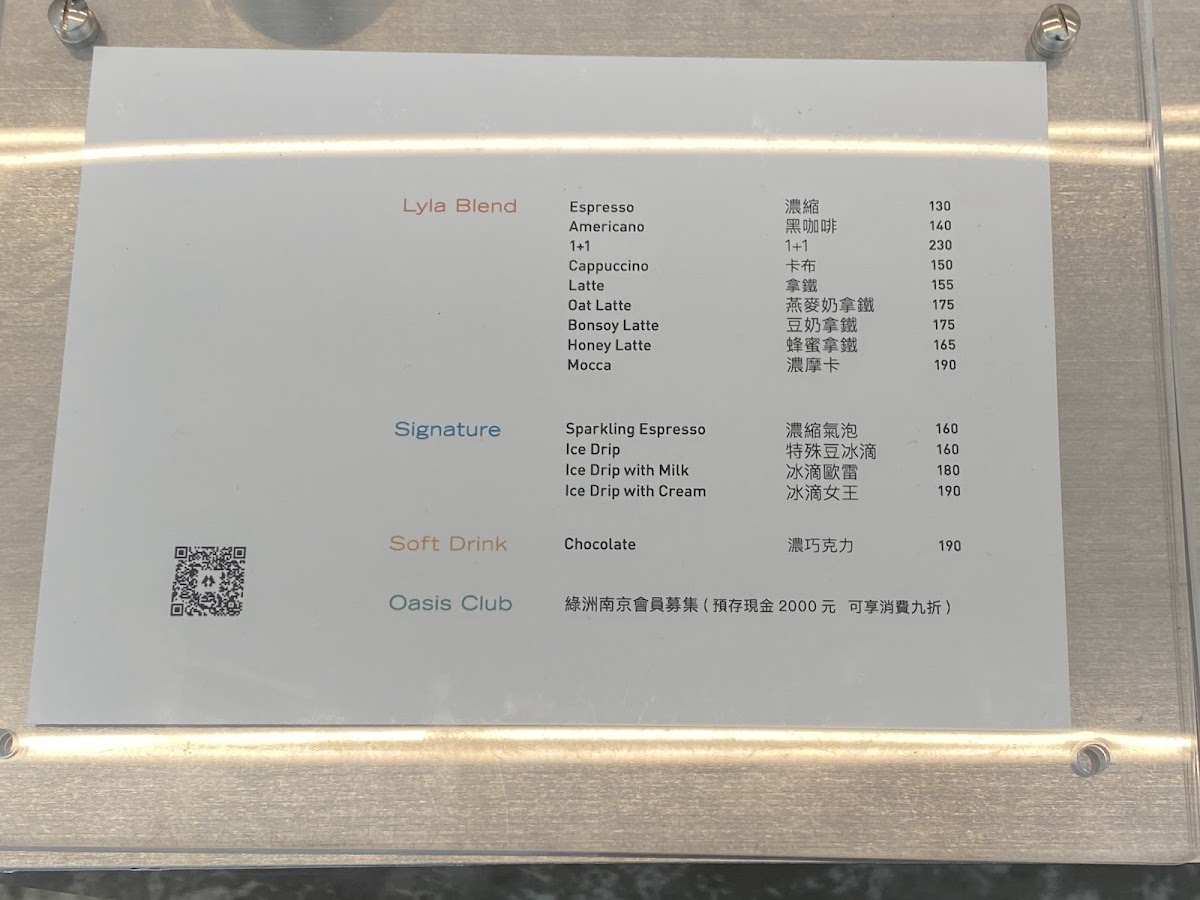 Lyla Blend Espresso 濃縮 130
Americano 黑咖啡 140
1+1 1+1 230
Cappuccino 卡布 150
Latte 拿鐵 155
Oat Latte 燕麥奶拿鐵 175
Bonsoy Latte 豆奶拿鐵 175
Honey Latte 蜂蜜拿鐵 165
Mocca 濃摩卡 190
Signature Sparkling Espresso 濃縮氣泡 160
Ice Drip 特殊豆冰滴 160
Ice Drip with Milk 冰滴歐雷 180
Ice Drip with Cream 冰滴女王 190
Soft Drink Chocolate 濃巧克力 190
Oasis Club 綠洲南京會員募集 ( 預存現金 2000 元 可享消費九折 )